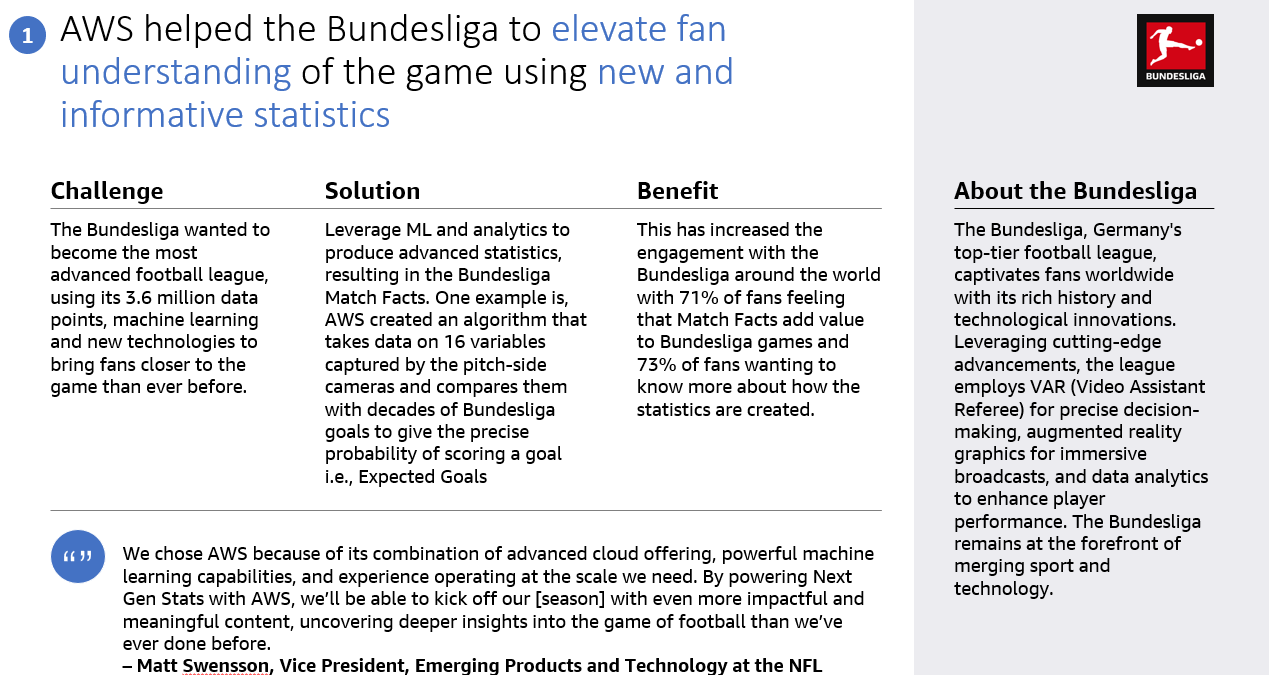 1
AWS helped the Bundesliga to elevate fan
understanding of the game using new and
informative statistics
BUNDESLIGA
Challenge
The Bundesliga wanted to
become the most
advanced football league,
using its 3.6 million data
points, machine learning
and new technologies to
bring fans closer to the
game than ever before.
Solution
Leverage ML and analytics to
produce advanced statistics,
resulting in the Bundesliga
Match Facts. One example is,
AWS created an algorithm that
takes data on 16 variables
captured by the pitch-side
cameras and compares them
with decades of Bundesliga
goals to give the precise
probability of scoring a goal
i.e., Expected Goals
Benefit
This has increased the
engagement with the
Bundesliga around the world
with 71% of fans feeling
that Match Facts add value
to Bundesliga games and
73% of fans wanting to
know more about how the
statistics are created.
About the Bundesliga
The Bundesliga, Germany's
top-tier football league,
captivates fans worldwide
with its rich history and
technological innovations.
Leveraging cutting-edge
advancements, the league
employs VAR (Video Assistant
Referee) for precise decision-
making, augmented reality
graphics for immersive
broadcasts, and data analytics
to enhance player
performance. The Bundesliga
remains at the forefront of
merging sport and
technology.
“”
We chose AWS because of its combination of advanced cloud offering, powerful machine
learning capabilities, and experience operating at the scale we need. By powering Next
Gen Stats with AWS, we’ll be able to kick off our [season] with even more impactful and
meaningful content, uncovering deeper insights into the game of football than we’ve
ever done before.
– Matt Swensson, Vice President, Emerging Products and Technology at the NFL